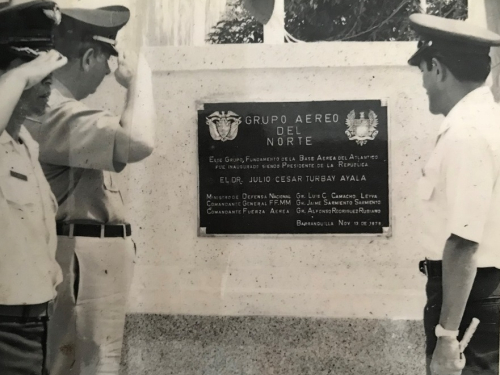 GRUPO AEREO
DEL
NORTE
ESTE GRUPO, FUNDAMENTO DE LA BASE AEREA DEL ATLANTICO
FUE INAUGURADO SIENDO PRESIDENTE DE LA REPUBLICA
EL DR. JULIO CESAR TURBAY AYALA
MINISTRO DE DEFENSA NACIONAL GR. LUIS C. CAMACHO LEYVA
COMANDANTE GENERAL FF.MM GR. JAIME SARMIENTO SARMIENTO
COMANDANTE FUERZA AEREA GR. ALFONSO RODRIGUEZ RUBIANO
BARRANQUILLA NOV. 15 DE 1978